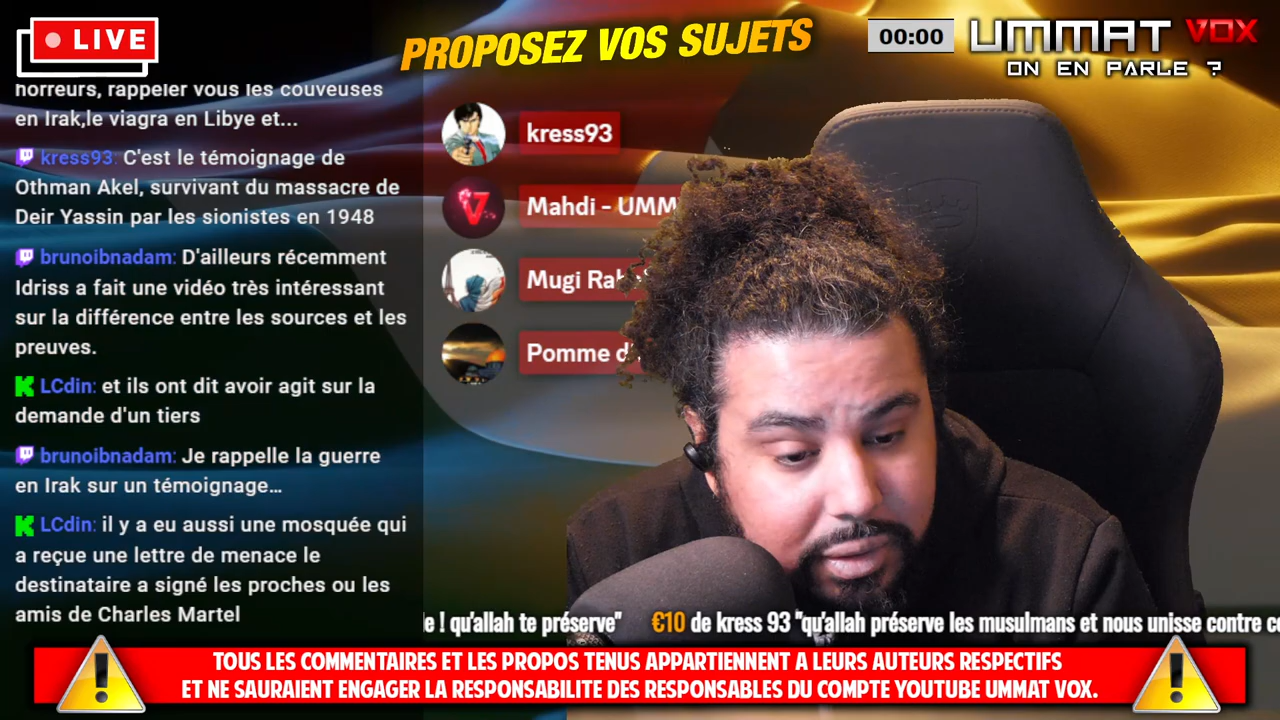 LIVE
PROPOSEZ VOS SUJETS
00:00
UMMAT VOX
ON EN PARLE ?
horreurs, rappeler vous les couveuses
en Irak,le viagra en Libye et...
kress93: C'est le témoignage de
Othman Akel, survivant du massacre de
Deir Yassin par les sionistes en 1948
brunoibnadam: D'ailleurs récemment
Idriss a fait une vidéo très intéressant
sur la différence entre les sources et les
preuves.
LCdin: et ils ont dit avoir agit sur la
demande d'un tiers
brunoibnadam: Je rappelle la guerre
en Irak sur un témoignage...
LCdin: il y a eu aussi une mosquée qui
a reçue une lettre de menace le
destinataire a signé les proches ou les
amis de Charles Martel
kress93
Mahdi - UMM
Mugi Ra
Pomme d'
! qu'allah te préserve"
€10 de kress 93 "qu'allah préserve les musulmans et nous unisse contre
TOUS LES COMMENTAIRES ET LES PROPOS TENUS APPARTIENNENT A LEURS AUTEURS RESPECTIFS
ET NE SAURAIENT ENGAGER LA RESPONSABILITE DES RESPONSABLES DU COMPTE YOUTUBE UMMAT VOX.